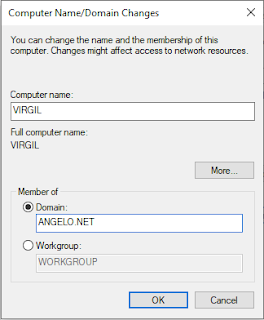 Computer Name/Domain Changes
You can change the name and the membership of this
computer. Changes might affect access to network resources.
Computer name:
VIRGIL
Full computer name:
VIRGIL
More...
Member of
Domain:
ANGELO.NET
Workgroup:
WORKGROUP
OK
Cancel